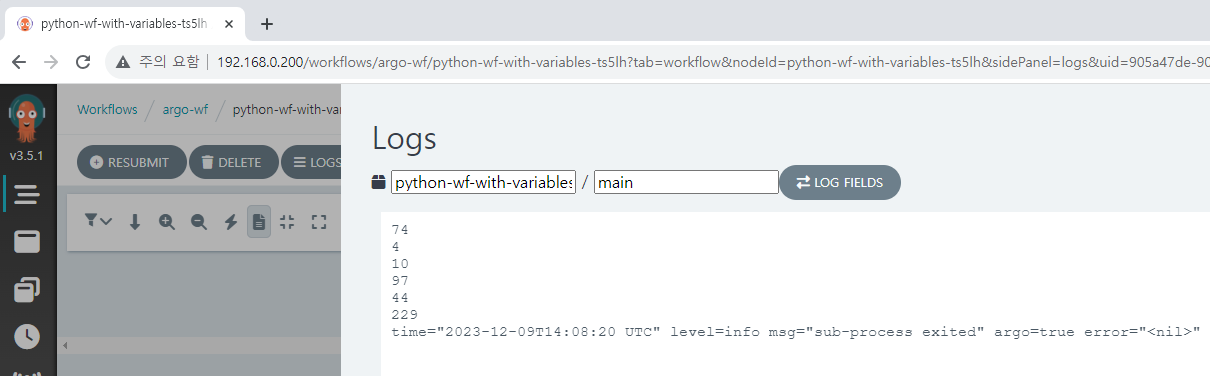 python-wf-with-variables-ts5lh
주의 요함 192.168.0.200/workflows/argo-wf/python-wf-with-variables-ts5lh?tab=workflow&nodeId=python-wf-with-variables-ts5lh&sidePanel=logs&uid=905a47de-90
v3.5.1
Workflows / argo-wf / python-wf-with-vari
RESUBMIT DELETE LOGS
Logs
python-wf-with-variables / main LOG FIELDS
74
4
10
97
44
229
time="2023-12-09T14:08:20 UTC" level=info msg="sub-process exited" argo=true error="<nil>"